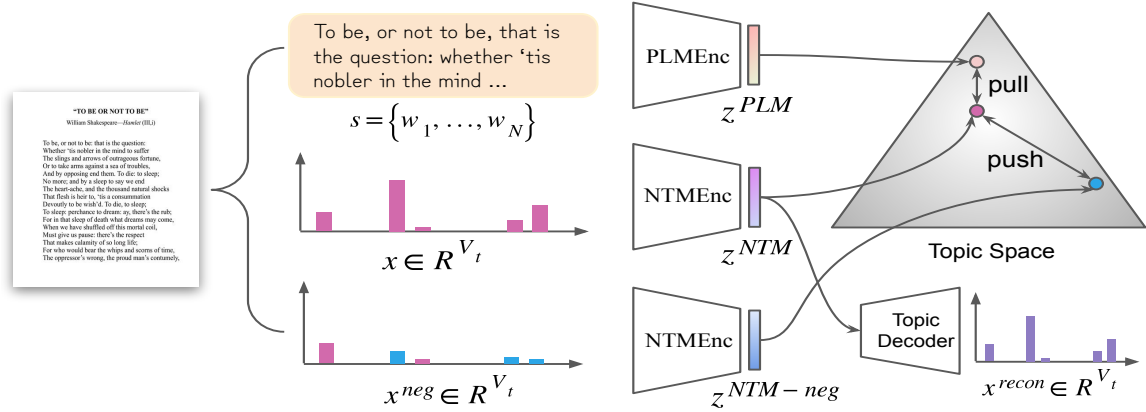 "TO BE OR NOT TO BE"
William Shakespeare—Hamlet (III.i)
To be, or not to be: that is the question:
Whether 'tis nobler in the mind to suffer
The slings and arrows of outrageous fortune,
Or to take arms against a sea of troubles,
And by opposing end them. To die: to sleep;
No more; and by a sleep to say we end
The heart-ache, and the thousand natural shocks
That flesh is heir to, 'tis a consummation
Devoutly to be wish'd. To die, to sleep;
To sleep: perchance to dream: ay, there's the rub;
For in that sleep of death what dreams may come,
When we have shuffled off this mortal coil,
Must give us pause: there's the respect
That makes calamity of so long life;
For who would bear the whips and scorns of time,
The oppressor's wrong, the proud man's contumely,
To be, or not to be, that is
the question: whether 'tis
nobler in the mind ...
s = {w_1, ..., w_N}
x ∈ R^{V_t}
x^{neg} ∈ R^{V_t}
PLMEnc
z^{PLM}
NTMEnc
z^{NTM}
NTMEnc
z^{NTM-neg}
pull
push
Topic Space
Topic
Decoder
x^{recon} ∈ R^{V_t}